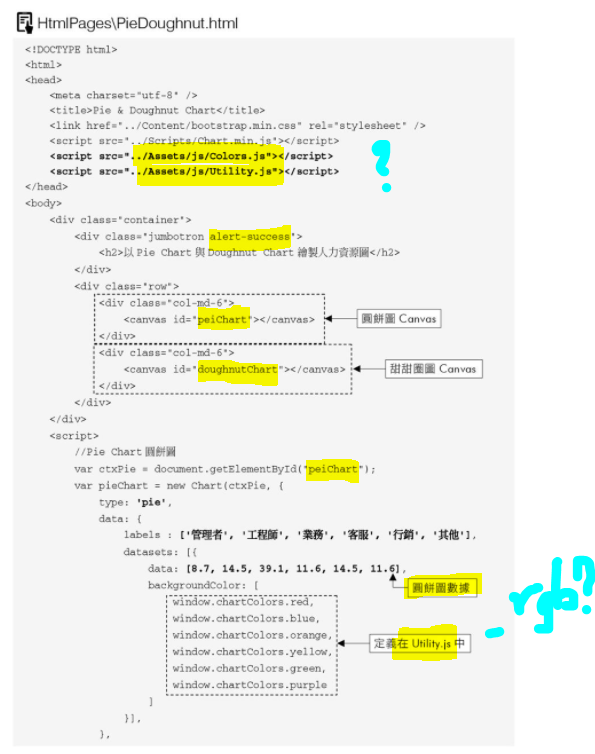 HtmlPages\PieDoughnut.html
<!DOCTYPE html>
<html>
<head>
<meta charset="utf-8" />
<title>Pie & Doughnut Chart</title>
<link href="../Content/bootstrap.min.css" rel="stylesheet" />
<script src="../Scripts/Chart.min.js"></script>
<script src="../Assets/js/Colors.js"></script>
<script src="../Assets/js/Utility.js"></script>
?
</head>
<body>
<div class="container">
<div class="jumbotron alert-success">
<h2>以 Pie Chart 與 Doughnut Chart 繪製人力資源圖</h2>
</div>
<div class="row">
<div class="col-md-6">
<canvas id="peiChart"></canvas>
圓餅圖 Canvas
</div>
<div class="col-md-6">
<canvas id="doughnutChart"></canvas>
甜甜圈圖 Canvas
</div>
</div>
</div>
<script>
//Pie Chart 圓餅圖
var ctxPie = document.getElementById("peiChart");
var pieChart = new Chart(ctxPie, {
type: 'pie',
data: {
labels : ['管理者', '工程師', '業務', '客服', '行銷', '其他'],
datasets: [{
data: [8.7, 14.5, 39.1, 11.6, 14.5, 11.6],
圓餅圖數據
backgroundColor: [
window.chartColors.red,
window.chartColors.blue,
window.chartColors.orange,
window.chartColors.yellow,
window.chartColors.green,
window.chartColors.purple
定義在 Utility.js 中
rgb?
]
}],
},